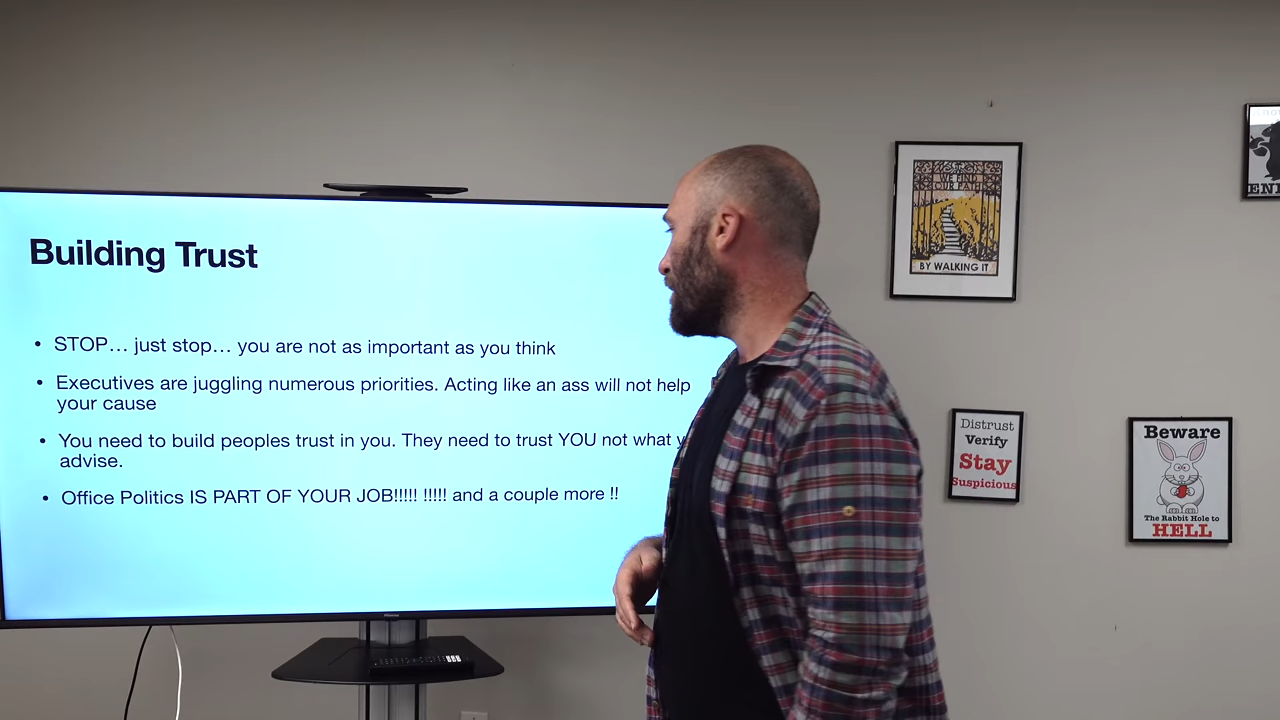 Building Trust
• STOP... just stop... you are not as important as you think
• Executives are juggling numerous priorities. Acting like an ass will not help
your cause
• You need to build peoples trust in you. They need to trust YOU not what
advise.
• Office Politics IS PART OF YOUR JOB!!!!! !!!!! and a couple more !!
WE FIND
OUR PATH
BY WALKING IT
Distrust
Verify
Stay
Suspicious
Beware
The Rabbit Hole to
HELL
Hisense